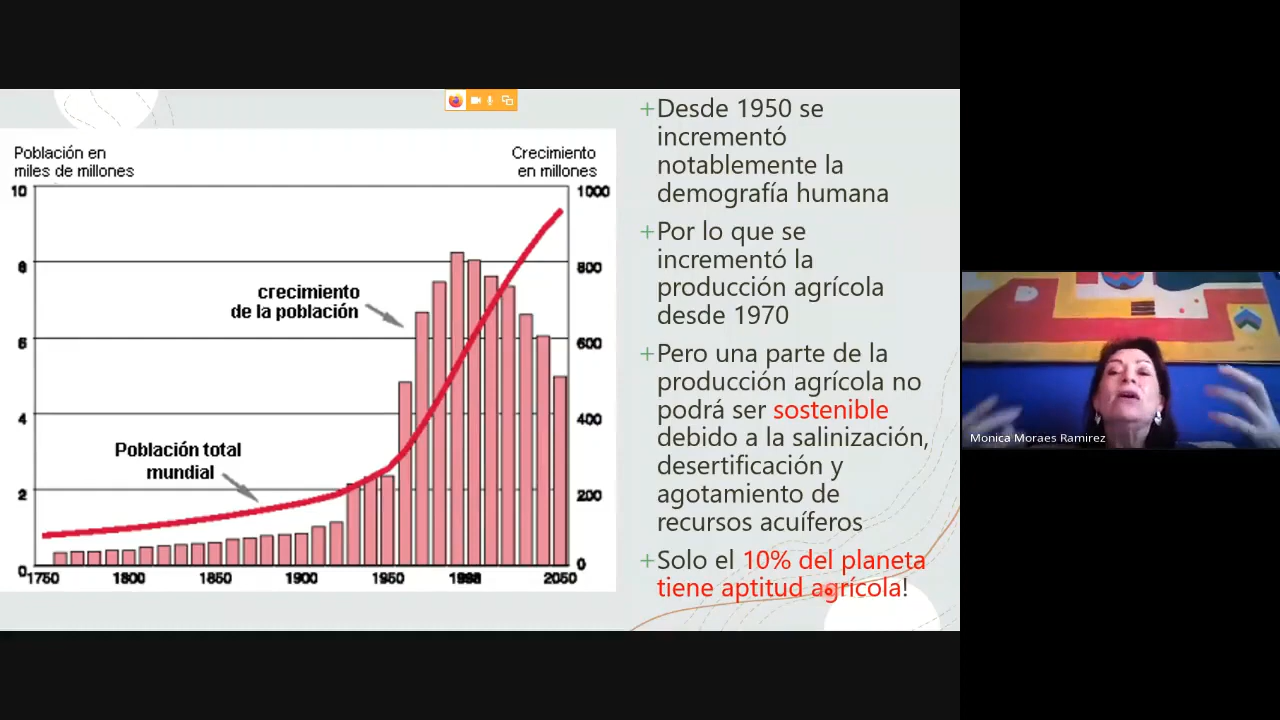 Población en
miles de millones
Crecimiento
en millones
10
8
6
4
2
0
1000
800
600
400
200
0
crecimiento
de la población
Población total
mundial
1750
1800
1850
1900
1950
1998
2050
+Desde 1950 se
incrementó
notablemente la
demografía humana
+Por lo que se
incrementó la
producción agrícola
desde 1970
+Pero una parte de la
producción agrícola no
podrá ser sostenible
debido a la salinización,
desertificación y
agotamiento de
recursos acuíferos
+Solo el 10% del planeta
tiene aptitud agrícola!
Monica Moraes Ramirez